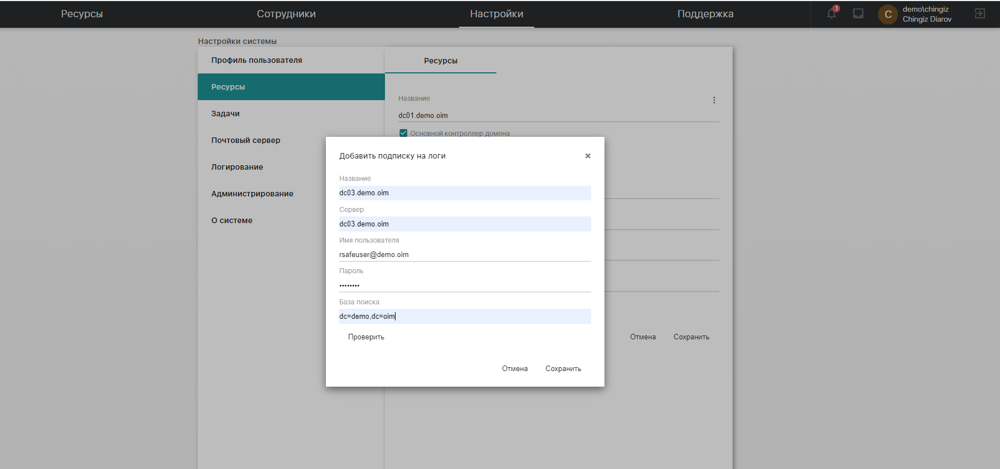 Ресурсы
Сотрудники
Настройки
Поддержка
1
C
demo\chingiz
Chingiz Diarov
Настройки системы
Профиль пользователя
Ресурсы
Задачи
Почтовый сервер
Логирование
Администрирование
О системе
Ресурсы
Название
dc01.demo.oim
Основной контроллер домена
Добавить подписку на логи
Название
dc03.demo.oim
Сервер
dc03.demo.oim
Имя пользователя
rsafeuser@demo.oim
Пароль
••••••••
База поиска
dc=demo,dc=oim
Проверить
Отмена
Сохранить
Отмена
Сохранить